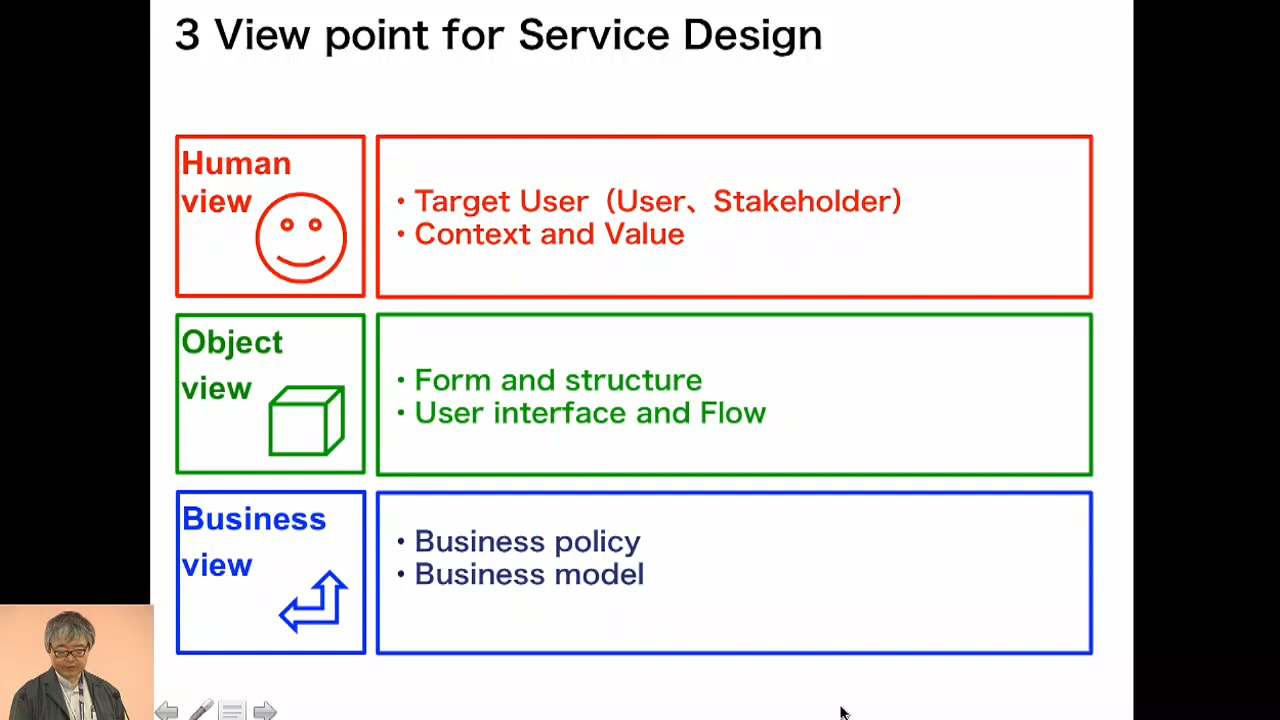 3 View point for Service Design
Human
view
・Target User（User、Stakeholder）
・Context and Value
Object
view
・Form and structure
・User interface and Flow
Business
view
・Business policy
・Business model